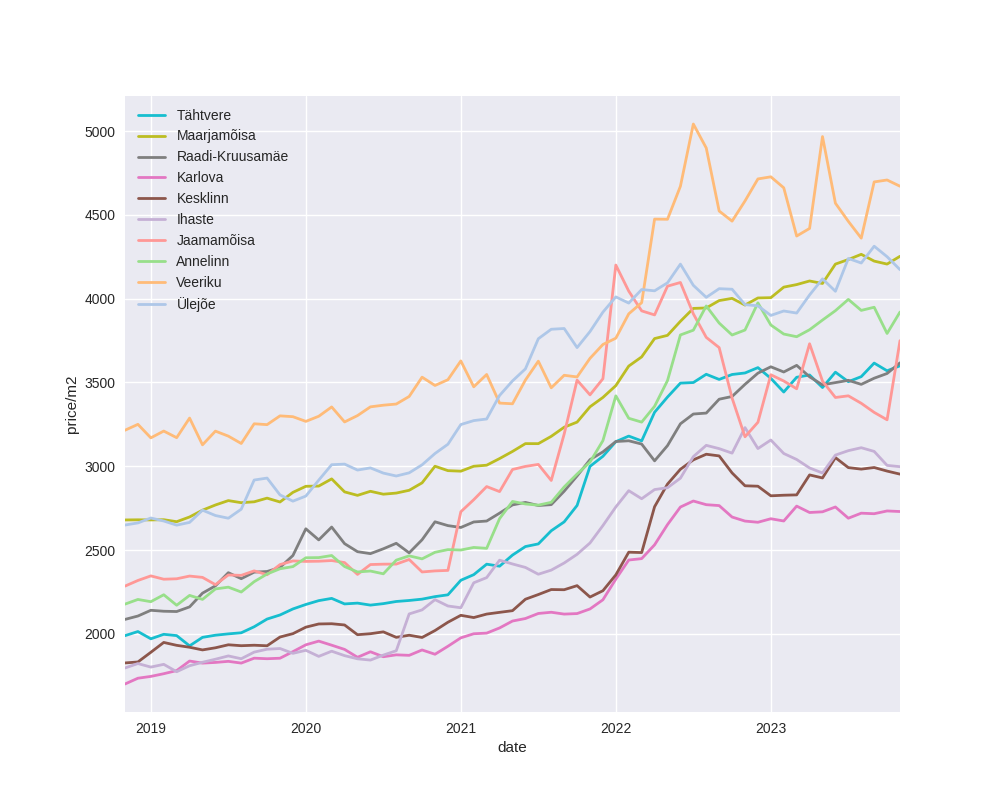 Tähtvere
Maarjamõisa
Raadi-Kruusamäe
Karlova
Kesklinn
Ihaste
Jaamamõisa
Annelinn
Veeriku
Ülejõe
5000
4500
4000
3500
3000
2500
2000
price/m2
2019 2020 2021 2022 2023
date